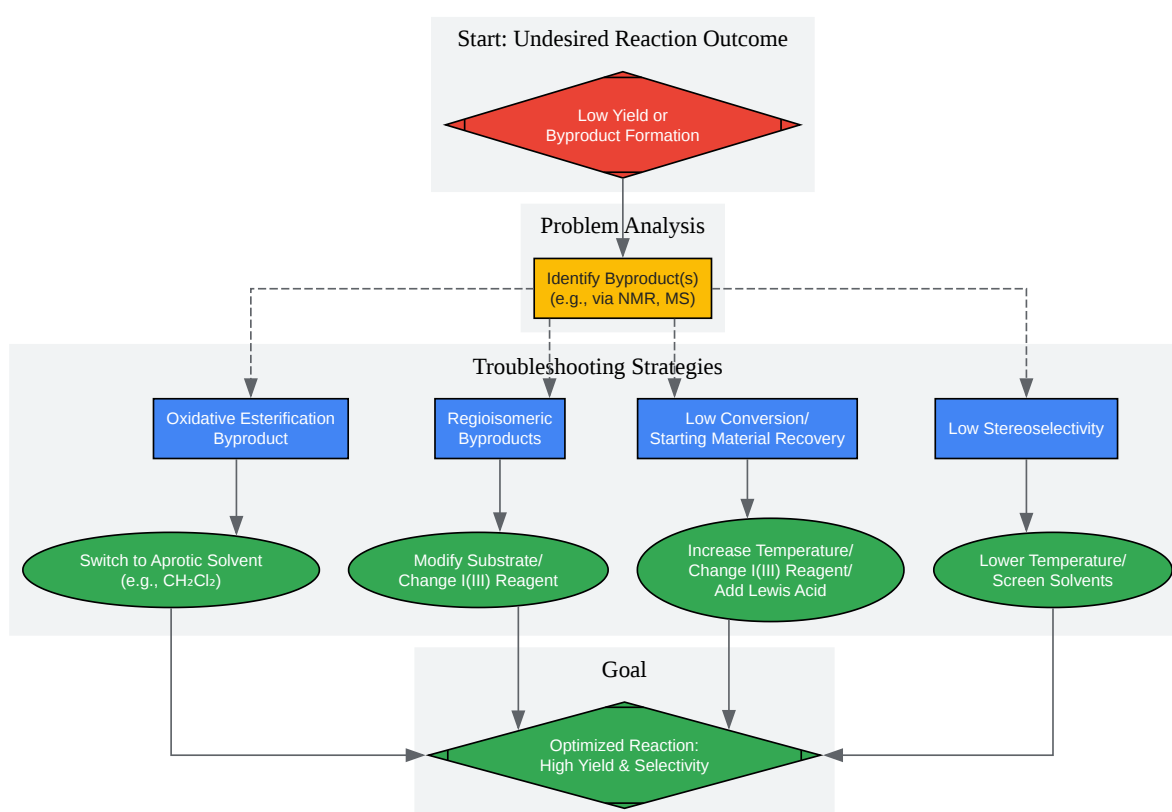 Start: Undesired Reaction Outcome
Low Yield or
Byproduct Formation
Problem Analysis
Identify Byproduct(s)
(e.g., via NMR, MS)
Troubleshooting Strategies
Oxidative Esterification
Byproduct
Regioisomeric
Byproducts
Low Conversion/
Starting Material Recovery
Low Stereoselectivity
Switch to Aprotic Solvent
(e.g., CH₂Cl₂)
Modify Substrate/
Change I(III) Reagent
Increase Temperature/
Change I(III) Reagent/
Add Lewis Acid
Lower Temperature/
Screen Solvents
Goal
Optimized Reaction:
High Yield & Selectivity